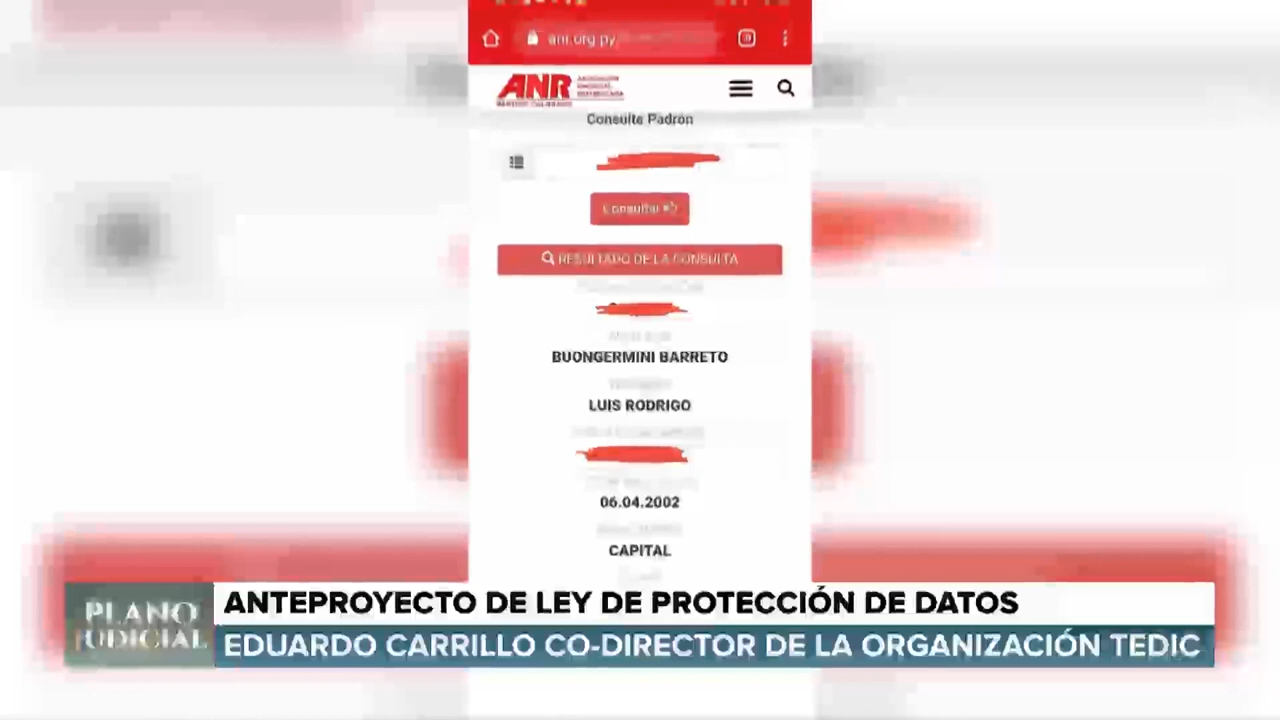 anr.org.py
ANR
Consulta Padrón
Consultar
RESULTADO DE LA CONSULTA
BUONGERMINI BARRETO
LUIS RODRIGO
06.04.2002
CAPITAL
PLANO JUDICIAL
ANTEPROYECTO DE LEY DE PROTECCIÓN DE DATOS
EDUARDO CARRILLO CO-DIRECTOR DE LA ORGANIZACIÓN TEDIC